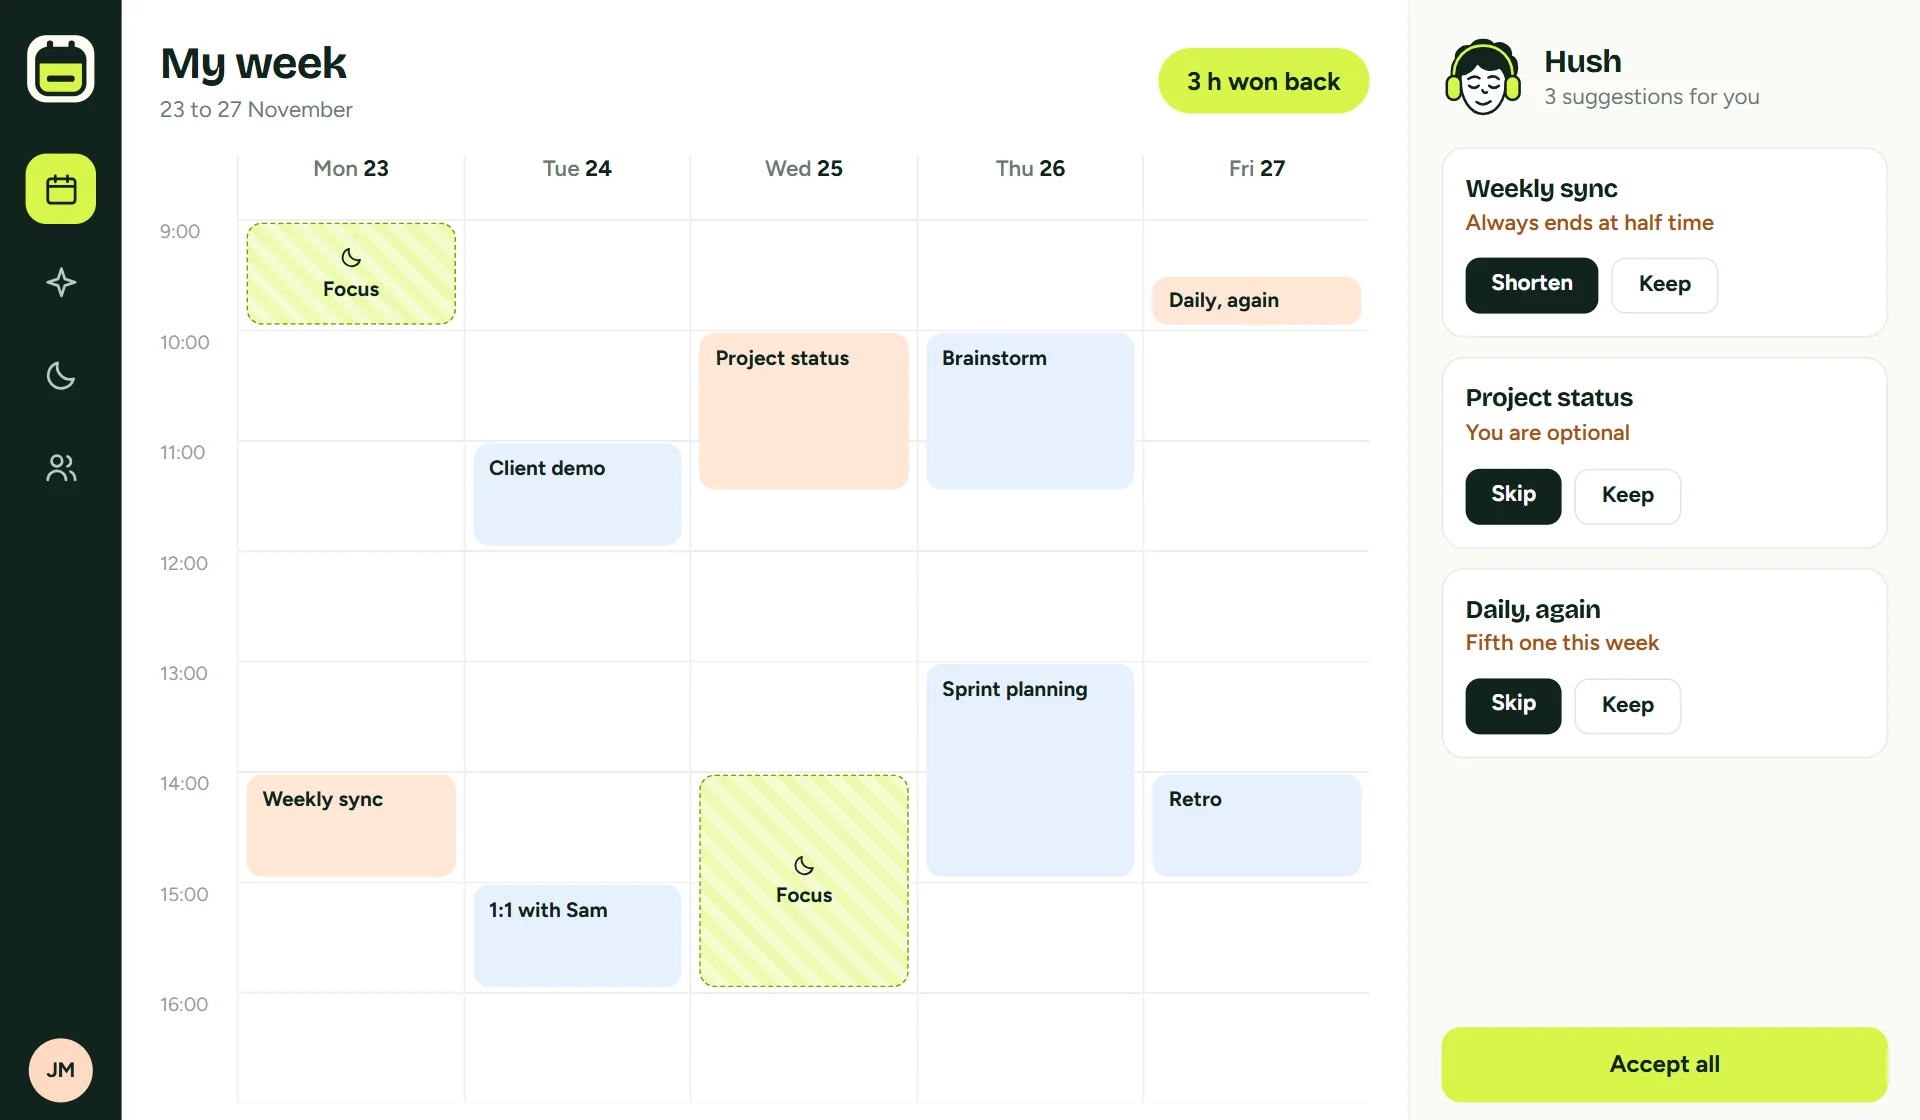 My week
23 to 27 November
3 h won back
Mon 23
Tue 24
Wed 25
Thu 26
Fri 27
9:00
10:00
11:00
12:00
13:00
14:00
15:00
16:00
Focus
Weekly sync
Client demo
1:1 with Sam
Project status
Focus
Brainstorm
Sprint planning
Daily, again
Retro
JM
Hush
3 suggestions for you
Weekly sync
Always ends at half time
Shorten
Keep
Project status
You are optional
Skip
Keep
Daily, again
Fifth one this week
Skip
Keep
Accept all